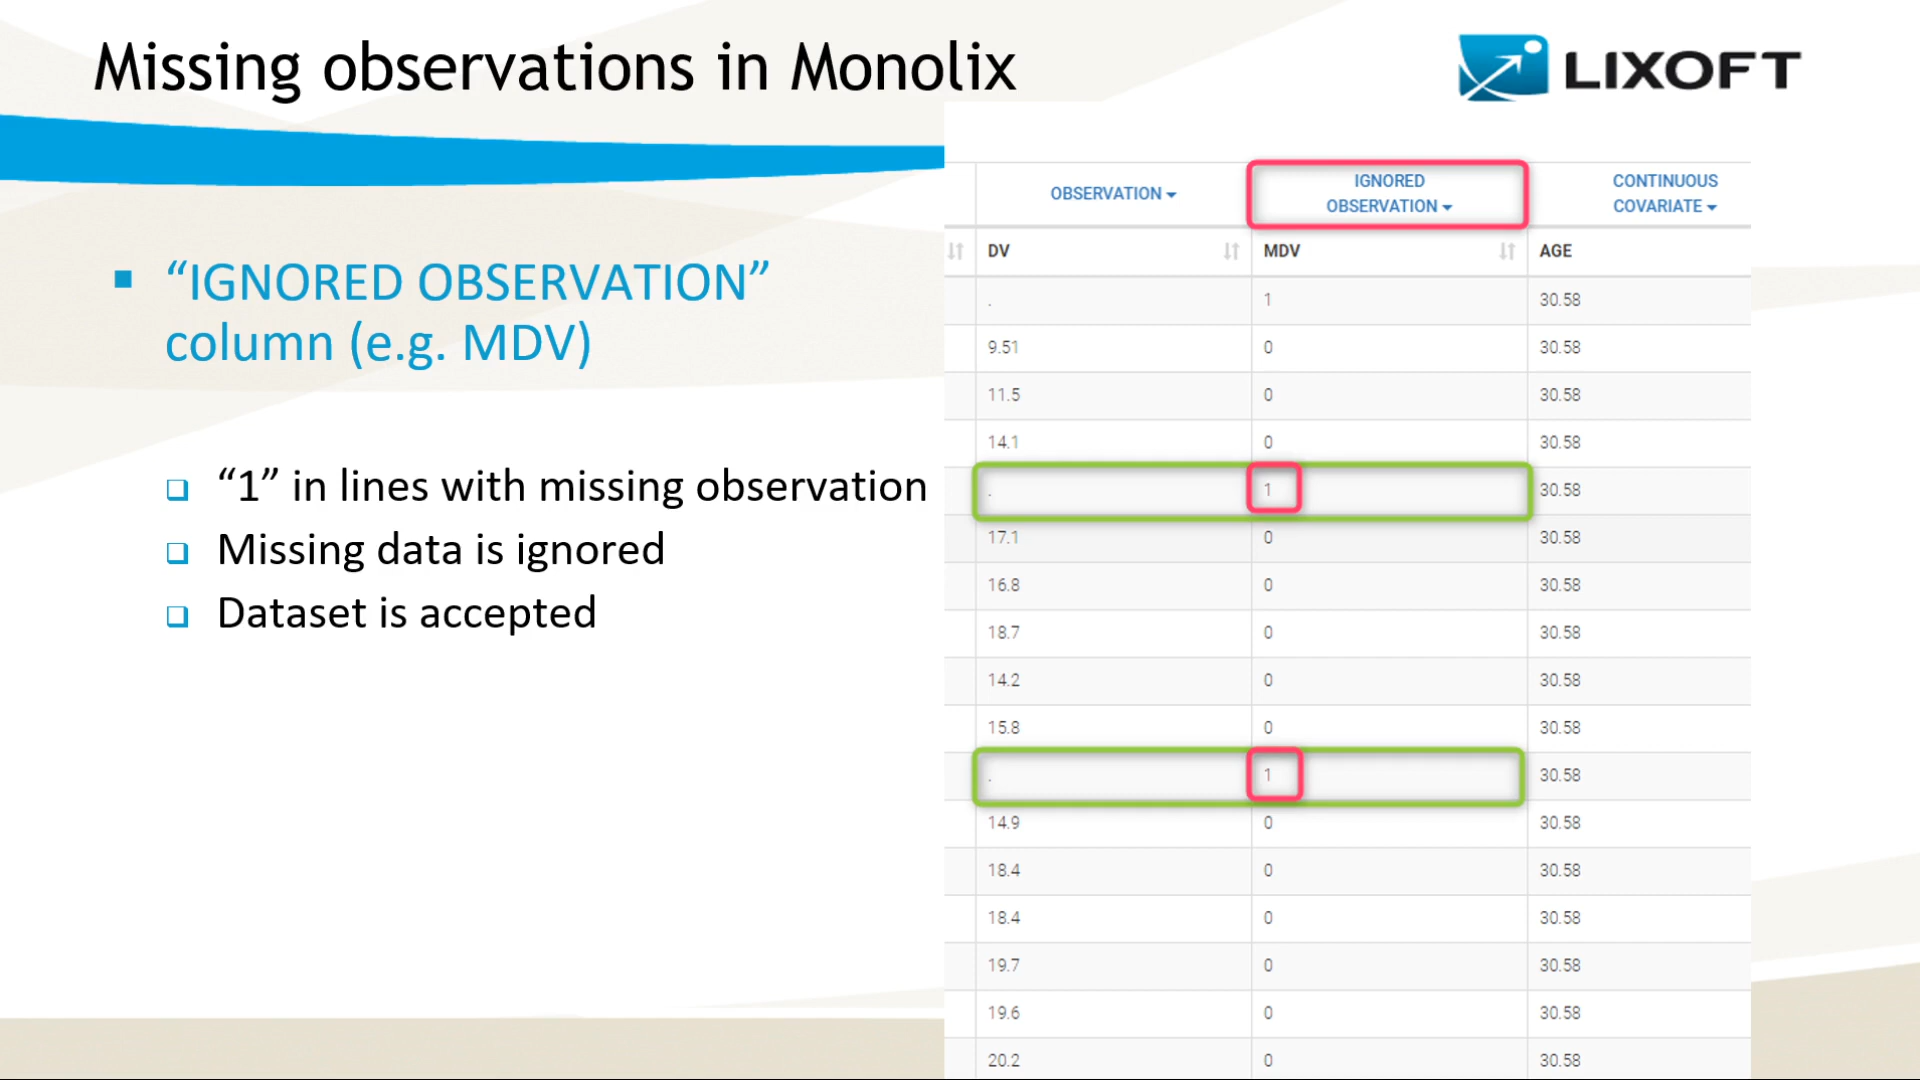 Missing observations in Monolix
LIXOFT
“IGNORED OBSERVATION”
column (e.g. MDV)
“1” in lines with missing observation
Missing data is ignored
Dataset is accepted
OBSERVATION IGNORED OBSERVATION CONTINUOUS COVARIATE
DV MDV AGE
. 1 30.58
9.51 0 30.58
11.5 0 30.58
14.1 0 30.58
. 1 30.58
17.1 0 30.58
16.8 0 30.58
18.7 0 30.58
14.2 0 30.58
15.8 0 30.58
. 1 30.58
14.9 0 30.58
18.4 0 30.58
18.4 0 30.58
19.7 0 30.58
19.6 0 30.58
20.2 0 30.58